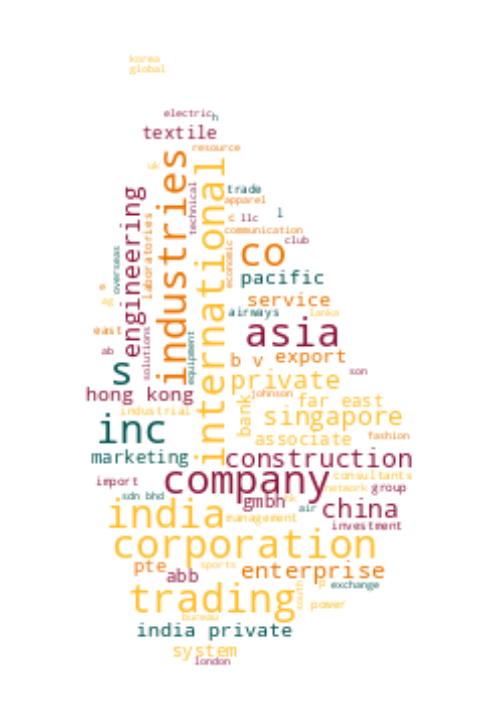 korea
global
electric
h
textile
resource
uk
industries
international
engineering
technical
laboratories
overseas
trade
apparel
c
llc
l
communication
club
economic
co
pacific
service
airways
lanka
asia
east
ab
solutions
equipment
s
b v
export
son
private
hong kong
johnson
far east
industrial
bank
singapore
inc
associate
fashion
marketing
construction
company
consultants
import
network
group
sdn bhd
gmbh
air
china
india
management
investment
corporation
pte
abb
sports
enterprise
exchange
trading
south
power
bureau
india private
system
london